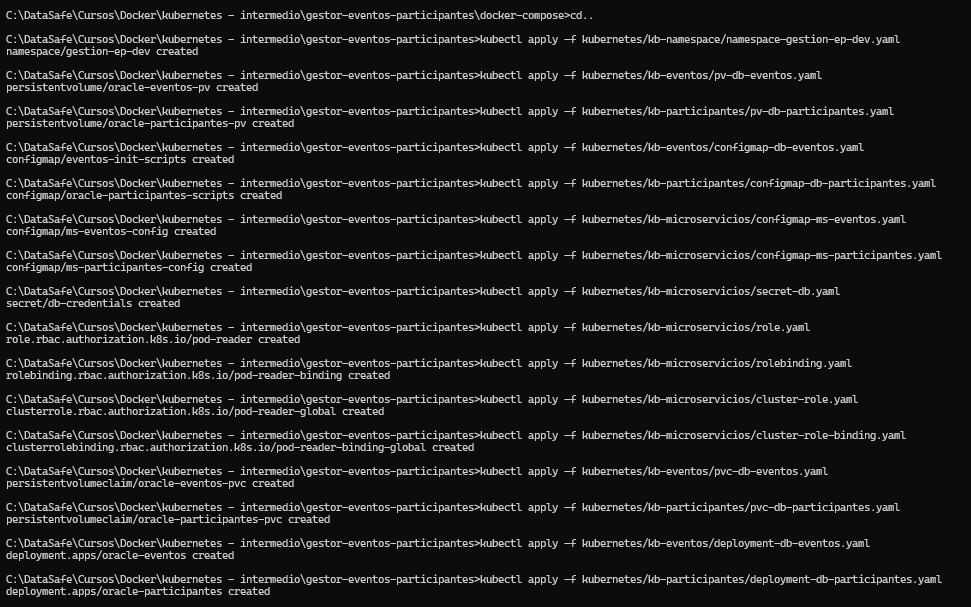 C:\DataSafe\Cursos\Docker\kubernetes - intermedio\gestor-eventos-participantes\docker-compose>cd..
C:\DataSafe\Cursos\Docker\kubernetes - intermedio\gestor-eventos-participantes>kubectl apply -f kubernetes/kb-namespace/namespace-gestion-ep-dev.yaml
namespace/gestion-ep-dev created
C:\DataSafe\Cursos\Docker\kubernetes - intermedio\gestor-eventos-participantes>kubectl apply -f kubernetes/kb-eventos/pv-db-eventos.yaml
persistentvolume/oracle-eventos-pv created
C:\DataSafe\Cursos\Docker\kubernetes - intermedio\gestor-eventos-participantes>kubectl apply -f kubernetes/kb-participantes/pv-db-participantes.yaml
persistentvolume/oracle-participantes-pv created
C:\DataSafe\Cursos\Docker\kubernetes - intermedio\gestor-eventos-participantes>kubectl apply -f kubernetes/kb-eventos/configmap-db-eventos.yaml
configmap/eventos-init-scripts created
C:\DataSafe\Cursos\Docker\kubernetes - intermedio\gestor-eventos-participantes>kubectl apply -f kubernetes/kb-participantes/configmap-db-participantes.yaml
configmap/oracle-participantes-scripts created
C:\DataSafe\Cursos\Docker\kubernetes - intermedio\gestor-eventos-participantes>kubectl apply -f kubernetes/kb-microservicios/configmap-ms-eventos.yaml
configmap/ms-eventos-config created
C:\DataSafe\Cursos\Docker\kubernetes - intermedio\gestor-eventos-participantes>kubectl apply -f kubernetes/kb-microservicios/configmap-ms-participantes.yaml
configmap/ms-participantes-config created
C:\DataSafe\Cursos\Docker\kubernetes - intermedio\gestor-eventos-participantes>kubectl apply -f kubernetes/kb-microservicios/secret-db.yaml
secret/db-credentials created
C:\DataSafe\Cursos\Docker\kubernetes - intermedio\gestor-eventos-participantes>kubectl apply -f kubernetes/kb-microservicios/role.yaml
role.rbac.authorization.k8s.io/pod-reader created
C:\DataSafe\Cursos\Docker\kubernetes - intermedio\gestor-eventos-participantes>kubectl apply -f kubernetes/kb-microservicios/rolebinding.yaml
rolebinding.rbac.authorization.k8s.io/pod-reader-binding created
C:\DataSafe\Cursos\Docker\kubernetes - intermedio\gestor-eventos-participantes>kubectl apply -f kubernetes/kb-microservicios/cluster-role.yaml
clusterrole.rbac.authorization.k8s.io/pod-reader-global created
C:\DataSafe\Cursos\Docker\kubernetes - intermedio\gestor-eventos-participantes>kubectl apply -f kubernetes/kb-microservicios/cluster-role-binding.yaml
clusterrolebinding.rbac.authorization.k8s.io/pod-reader-binding-global created
C:\DataSafe\Cursos\Docker\kubernetes - intermedio\gestor-eventos-participantes>kubectl apply -f kubernetes/kb-eventos/pvc-db-eventos.yaml
persistentvolumeclaim/oracle-eventos-pvc created
C:\DataSafe\Cursos\Docker\kubernetes - intermedio\gestor-eventos-participantes>kubectl apply -f kubernetes/kb-participantes/pvc-db-participantes.yaml
persistentvolumeclaim/oracle-participantes-pvc created
C:\DataSafe\Cursos\Docker\kubernetes - intermedio\gestor-eventos-participantes>kubectl apply -f kubernetes/kb-eventos/deployment-db-eventos.yaml
deployment.apps/oracle-eventos created
C:\DataSafe\Cursos\Docker\kubernetes - intermedio\gestor-eventos-participantes>kubectl apply -f kubernetes/kb-participantes/deployment-db-participantes.yaml
deployment.apps/oracle-participantes created